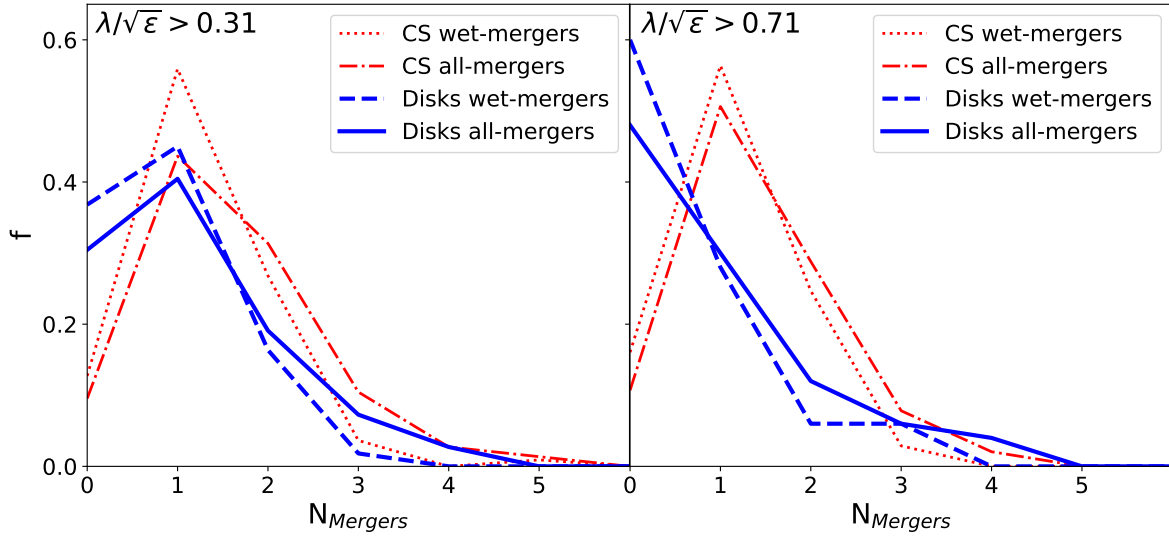 λ/√ε > 0.31
CS wet-mergers
CS all-mergers
Disks wet-mergers
Disks all-mergers
λ/√ε > 0.71
CS wet-mergers
CS all-mergers
Disks wet-mergers
Disks all-mergers
f
0.6
0.4
0.2
0.0
0 1 2 3 4 5
0 1 2 3 4 5
N_Mergers
N_Mergers